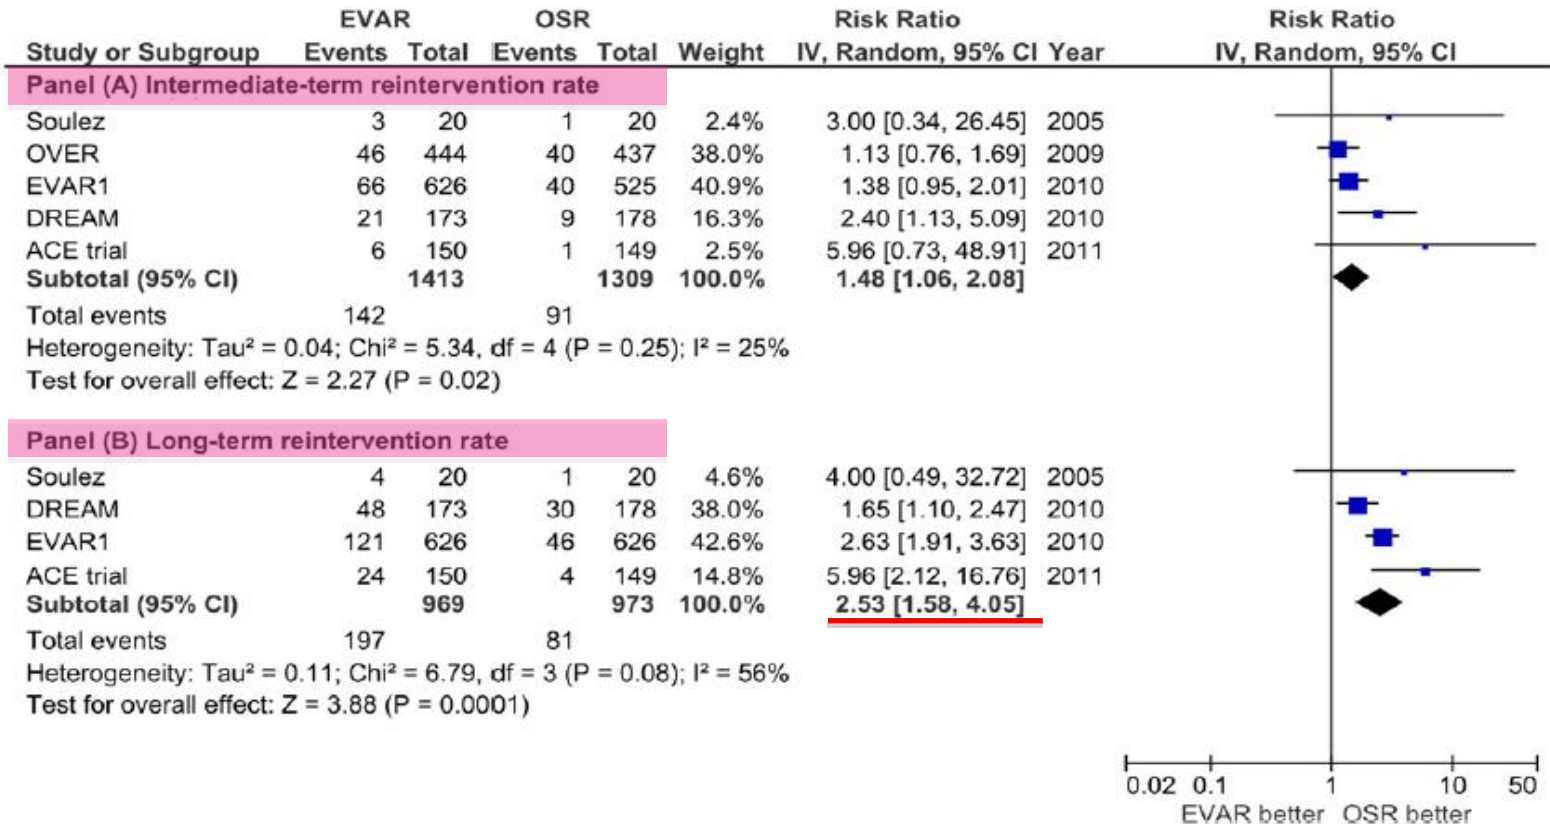 EVAR OSR Risk Ratio Risk Ratio
Study or Subgroup Events Total Events Total Weight IV, Random, 95% CI Year IV, Random, 95% CI
Panel (A) Intermediate-term reintervention rate
Soulez 3 20 1 20 2.4% 3.00 [0.34, 26.45] 2005
OVER 46 444 40 437 38.0% 1.13 [0.76, 1.69] 2009
EVAR1 66 626 40 525 40.9% 1.38 [0.95, 2.01] 2010
DREAM 21 173 9 178 16.3% 2.40 [1.13, 5.09] 2010
ACE trial 6 150 1 149 2.5% 5.96 [0.73, 48.91] 2011
Subtotal (95% CI) 1413 1309 100.0% 1.48 [1.06, 2.08]
Total events 142 91
Heterogeneity: Tau² = 0.04; Chi² = 5.34, df = 4 (P = 0.25); I² = 25%
Test for overall effect: Z = 2.27 (P = 0.02)
Panel (B) Long-term reintervention rate
Soulez 4 20 1 20 4.6% 4.00 [0.49, 32.72] 2005
DREAM 48 173 30 178 38.0% 1.65 [1.10, 2.47] 2010
EVAR1 121 626 46 626 42.6% 2.63 [1.91, 3.63] 2010
ACE trial 24 150 4 149 14.8% 5.96 [2.12, 16.76] 2011
Subtotal (95% CI) 969 973 100.0% 2.53 [1.58, 4.05]
Total events 197 81
Heterogeneity: Tau² = 0.11; Chi² = 6.79, df = 3 (P = 0.08); I² = 56%
Test for overall effect: Z = 3.88 (P = 0.0001)
0.02 0.1 1 10 50
EVAR better OSR better